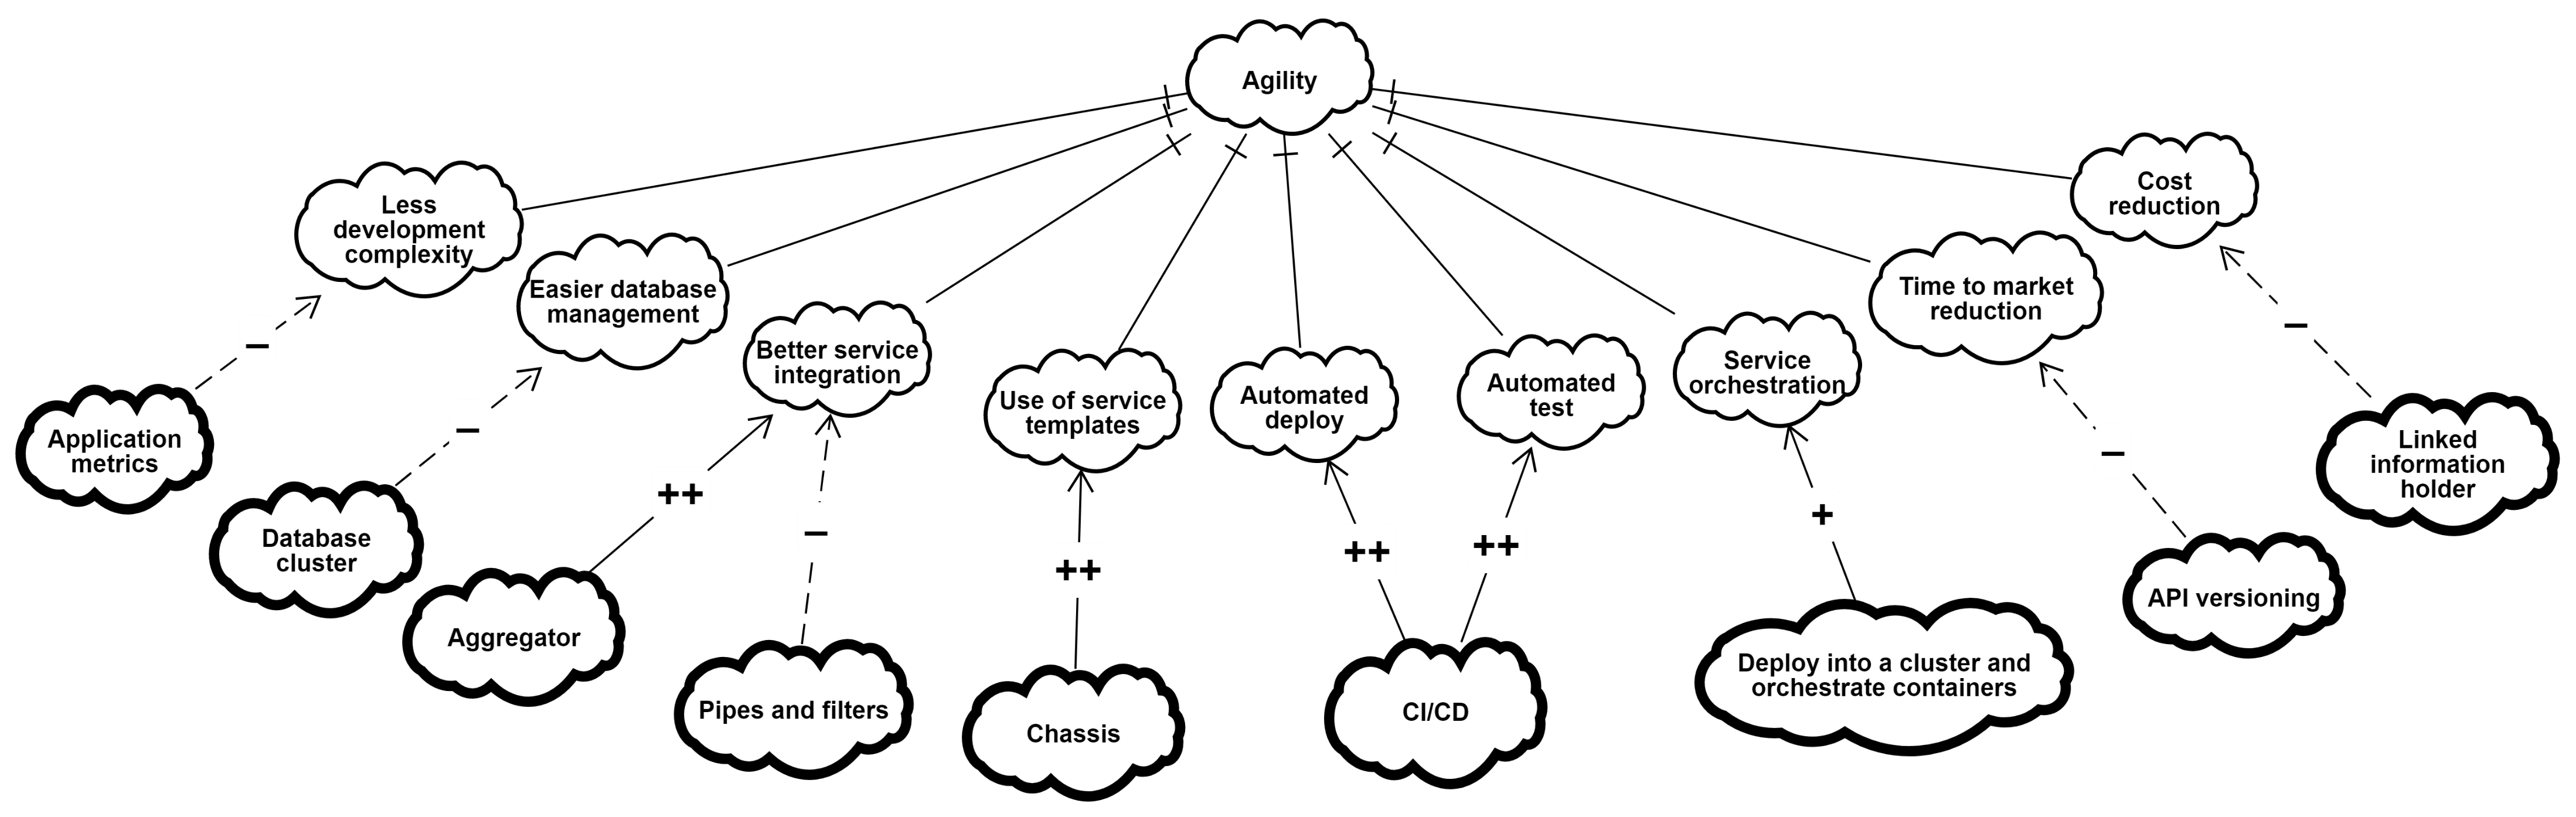 Agility
Less
development
complexity
Easier database
management
Better service
integration
Use of service
templates
Automated
deploy
Automated
test
Service
orchestration
Time to market
reduction
Cost
reduction
–
–
++
–
++
++
++
+
–
–
Application
metrics
Database
cluster
Aggregator
Pipes and filters
Chassis
CI/CD
Deploy into a cluster and
orchestrate containers
API versioning
Linked
information
holder